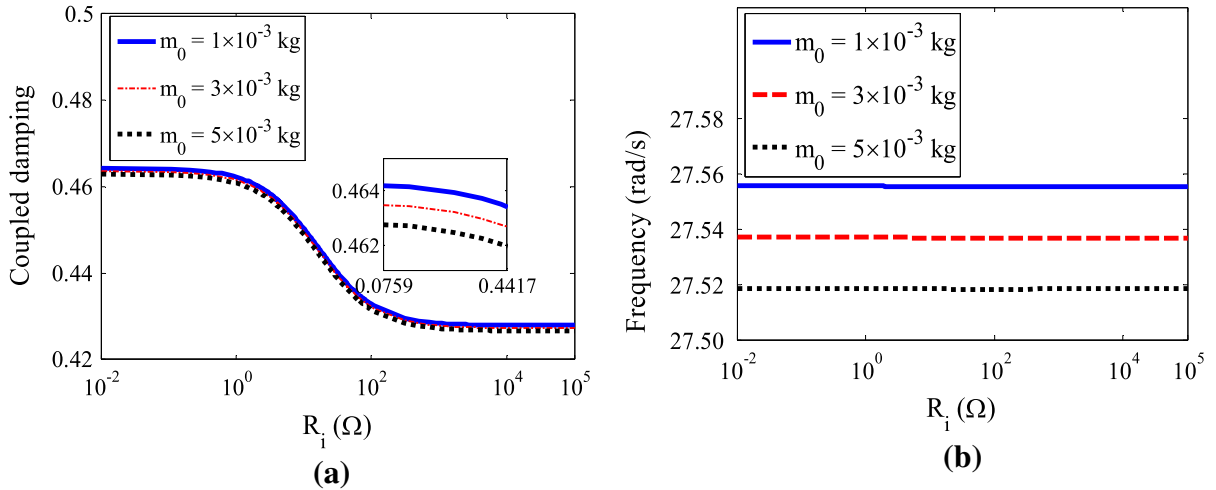 0.5
0.48
0.46
0.44
0.42
Coupled damping
m0 = 1×10-3 kg
m0 = 3×10-3 kg
m0 = 5×10-3 kg
0.464
0.462
0.0759 0.4417
10-2 100 102 104 105
Ri (Ω)
(a)
27.58
27.56
27.54
27.52
27.50
Frequency (rad/s)
m0 = 1×10-3 kg
m0 = 3×10-3 kg
m0 = 5×10-3 kg
10-2 100 102 104 105
Ri (Ω)
(b)